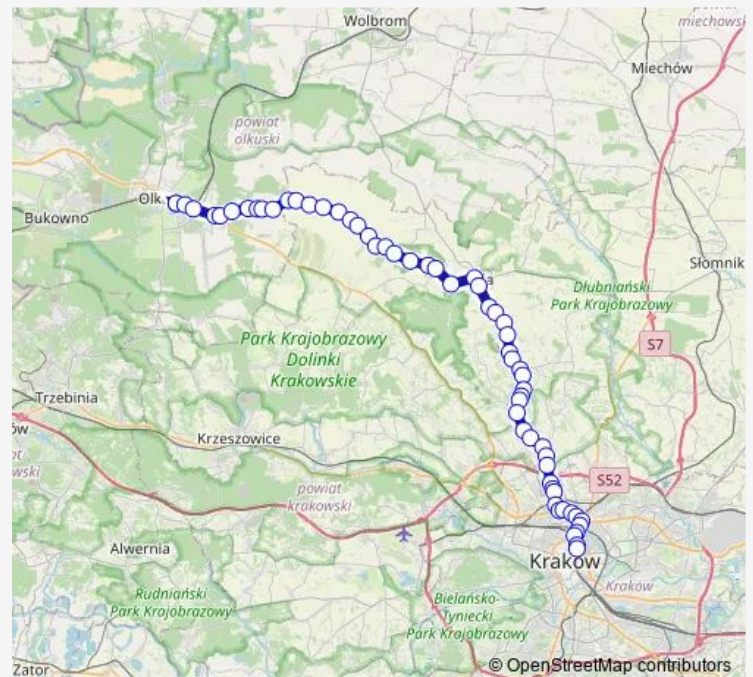 Wolbrom
miechowsk
Miechów
powiat
olkuski
Olk
Bukowno
Słomnik
Dłubniański
Park Krajobrazowy
S7
Park Krajobrazowy
Dolinki
Krakowskie
Trzebinia
Krzeszowice
S52
powiat
krakowski
Alwernia
Kraków
Kraków
Rudniański
Park Krajobrazowy
Bielańsko-
Tyniecki
Park Krajobrazowy
Zator
© OpenStreetMap contributors